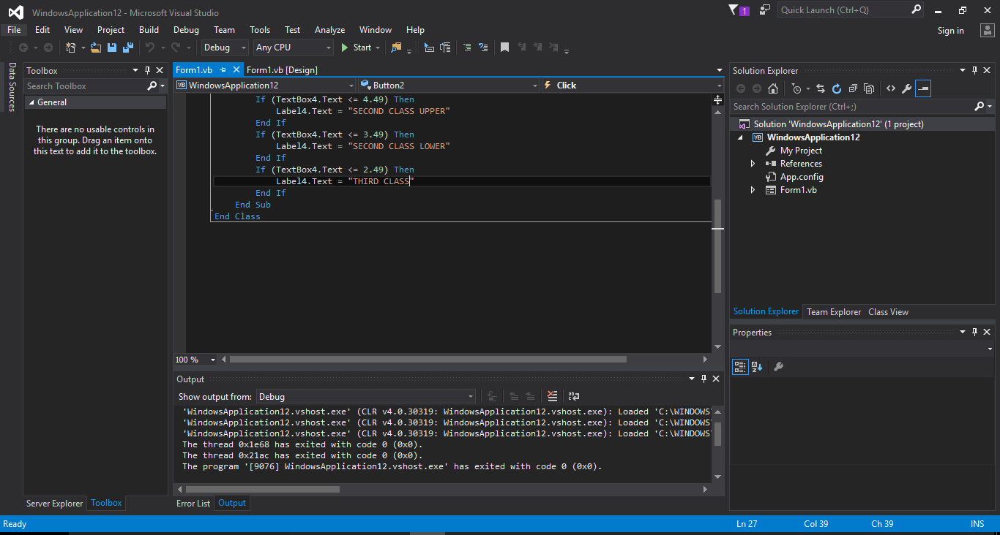 WindowsApplication12 - Microsoft Visual Studio
1
Quick Launch (Ctrl+Q)
File Edit View Project Build Debug Team Tools Test Analyze Window Help
Sign in
Debug Any CPU Start
Data Sources
Toolbox
Search Toolbox
General
There are no usable controls in
this group. Drag an item onto
this text to add it to the toolbox.
Server Explorer Toolbox
Form1.vb Form1.vb [Design]
VB WindowsApplication12 Button2 Click
If (TextBox4.Text <= 4.49) Then
Label4.Text = "SECOND CLASS UPPER"
End If
If (TextBox4.Text <= 3.49) Then
Label4.Text = "SECOND CLASS LOWER"
End If
If (TextBox4.Text <= 2.49) Then
Label4.Text = "THIRD CLASS"
End If
End Sub
End Class
100 %
Output
Show output from: Debug
'WindowsApplication12.vshost.exe' (CLR v4.0.30319: WindowsApplication12.vshost.exe): Loaded 'C:\WINDOWS\
'WindowsApplication12.vshost.exe' (CLR v4.0.30319: WindowsApplication12.vshost.exe): Loaded 'C:\WINDOWS\
'WindowsApplication12.vshost.exe' (CLR v4.0.30319: WindowsApplication12.vshost.exe): Loaded 'C:\WINDOWS\
The thread 0x1e68 has exited with code 0 (0x0).
The thread 0x21ac has exited with code 0 (0x0).
The program '[9076] WindowsApplication12.vshost.exe' has exited with code 0 (0x0).
Error List Output
Solution Explorer
Search Solution Explorer (Ctrl+;)
Solution 'WindowsApplication12' (1 project)
VB WindowsApplication12
My Project
References
App.config
Form1.vb
Solution Explorer Team Explorer Class View
Properties
Ready Ln 27 Col 39 Ch 39 INS